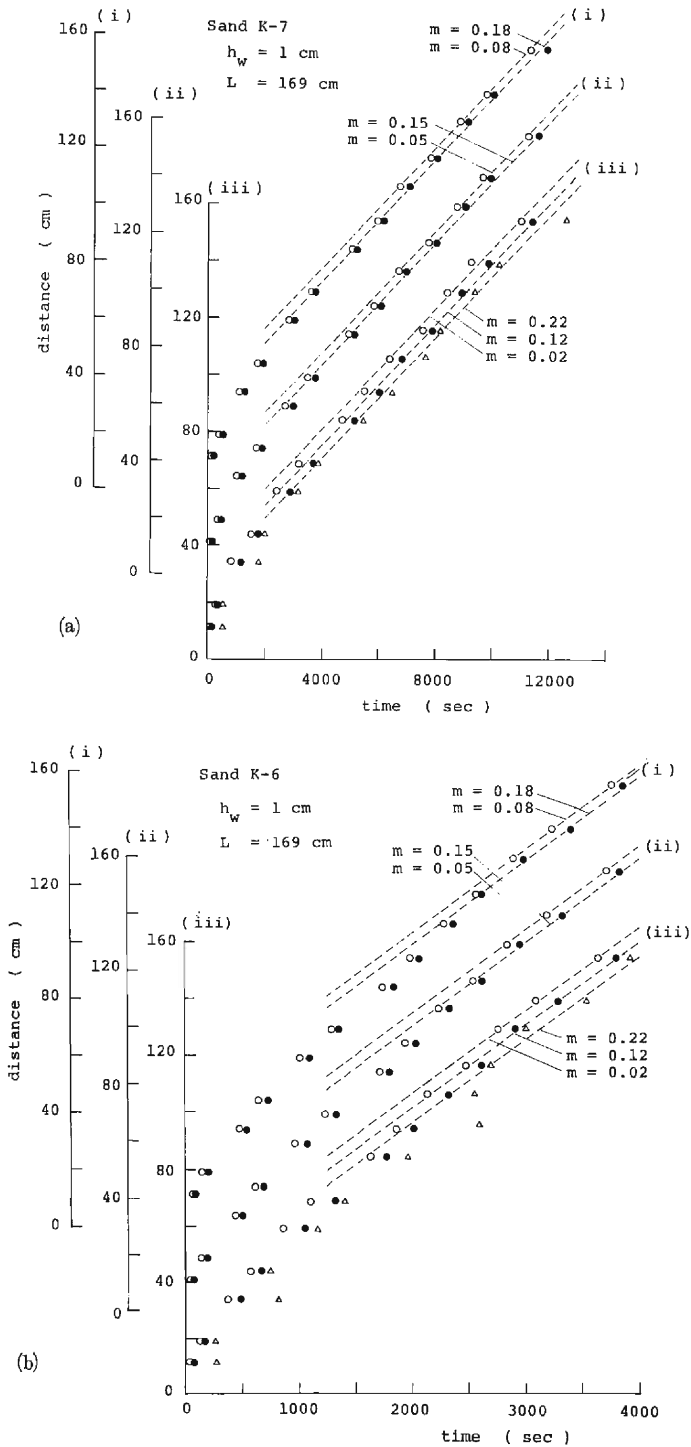 (i)
Sand K-7
h_w = 1 cm
L = 169 cm
160
(ii)
160
120
(iii)
160
120
80
120
80
40
80
40
0
40
0
0
distance ( cm )
m = 0.18
m = 0.08
(i)
m = 0.15
m = 0.05
(ii)
(iii)
m = 0.22
m = 0.12
m = 0.02
0 4000 8000 12000
time ( sec )
(a)
(i)
Sand K-6
h_w = 1 cm
L = 169 cm
160
(ii)
160
120
(iii)
160
120
80
120
80
40
80
40
0
40
0
0
distance ( cm )
m = 0.18
m = 0.08
(i)
m = 0.15
m = 0.05
(ii)
(iii)
m = 0.22
m = 0.12
m = 0.02
0 1000 2000 3000 4000
time ( sec )
(b)